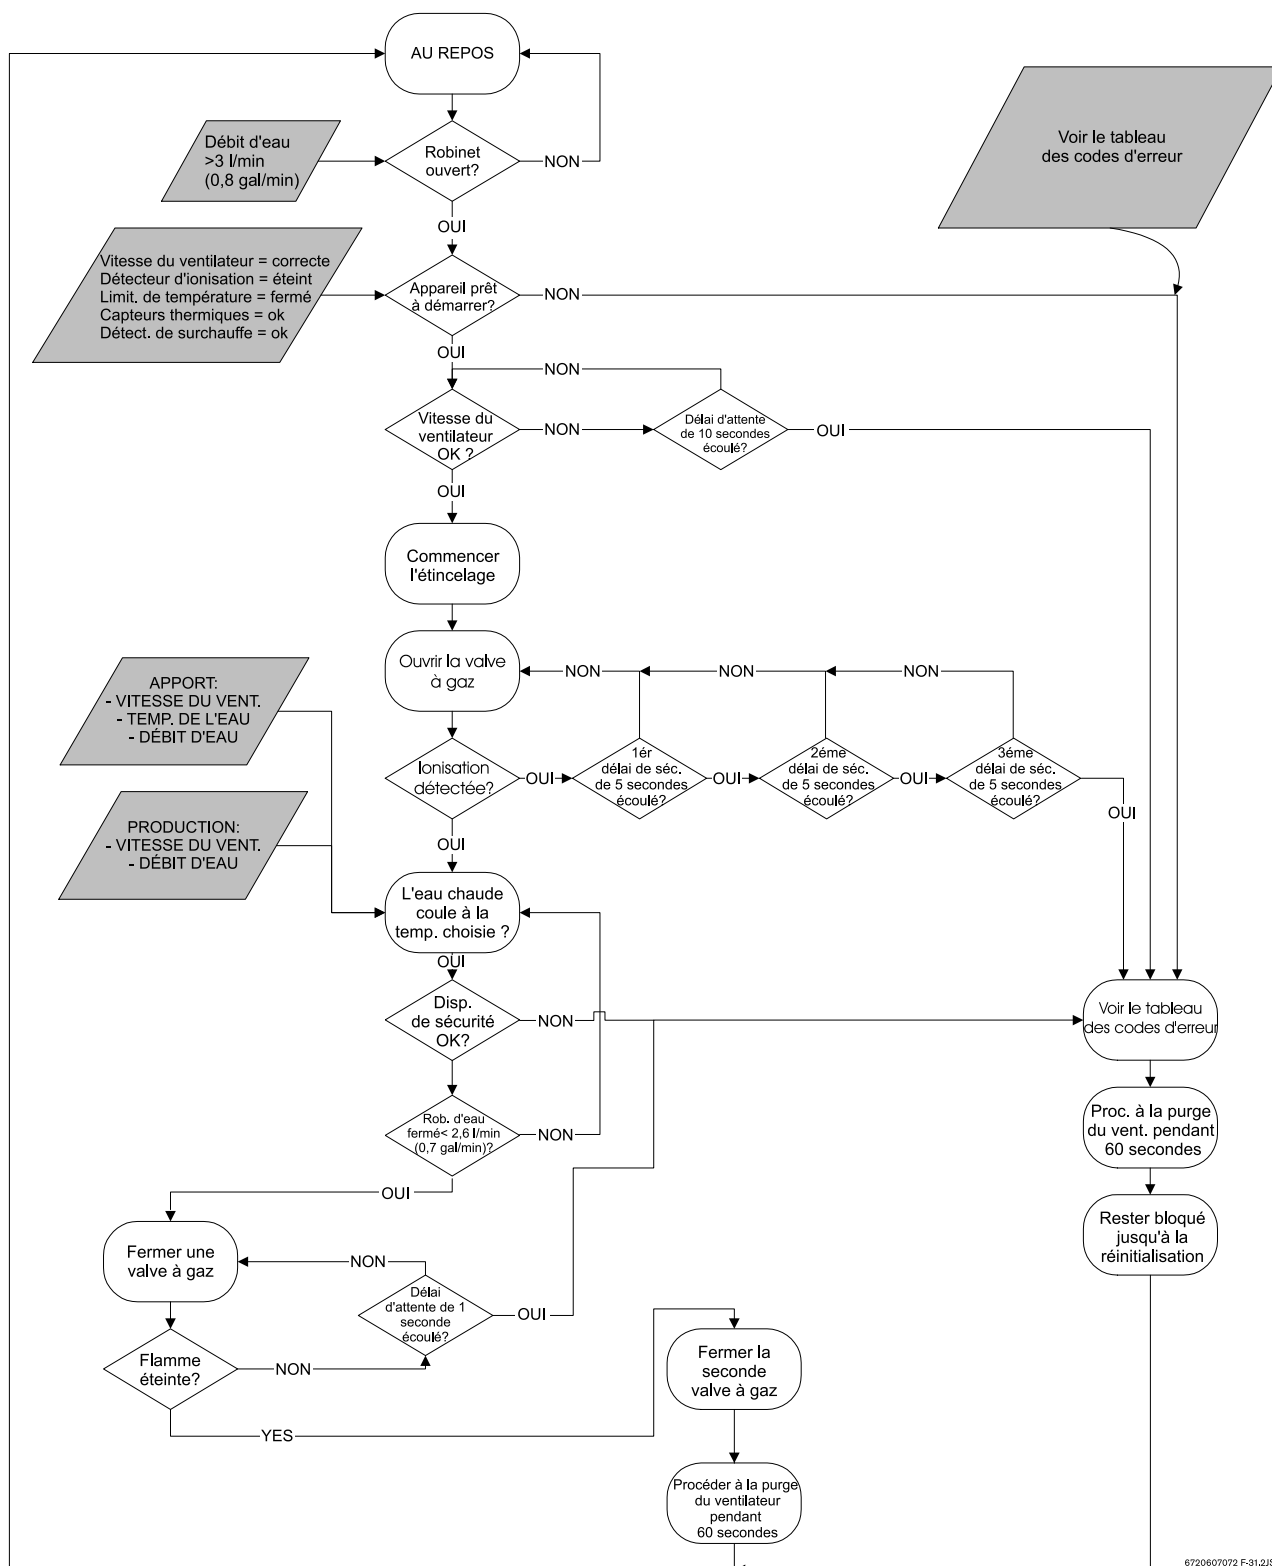 AU REPOS
Débit d'eau
>3 l/min
(0,8 gal/min)
Robinet
ouvert?
NON
Voir le tableau
des codes d'erreur
OUI
Vitesse du ventilateur = correcte
Détecteur d'ionisation = éteint
Limit. de température = fermé
Capteurs thermiques = ok
Détect. de surchauffe = ok
Appareil prêt
à démarrer?
NON
OUI
NON
Vitesse du
ventilateur
OK ?
NON
Délai d'attente
de 10 secondes
écoulé?
OUI
OUI
Commencer
l'étincelage
Ouvrir la valve
à gaz
NON
NON
NON
APPORT:
- VITESSE DU VENT.
- TEMP. DE L'EAU
- DÉBIT D'EAU
Ionisation
détectée?
OUI
1ér
délai de séc.
de 5 secondes
écoulé?
OUI
2éme
délai de séc.
de 5 secondes
écoulé?
OUI
3éme
délai de séc.
de 5 secondes
écoulé?
OUI
OUI
PRODUCTION:
- VITESSE DU VENT.
- DÉBIT D'EAU
L'eau chaude
coule à la
temp. choisie ?
OUI
Disp.
de sécurité
OK?
NON
Voir le tableau
des codes d'erreur
Rob. d'eau
fermé< 2,6 l/min
(0,7 gal/min)?
NON
Proc. à la purge
du vent. pendant
60 secondes
OUI
Rester bloqué
jusqu'à la
réinitialisation
Fermer une
valve à gaz
NON
Délai
d'attente de 1
seconde
écoulé?
OUI
Flamme
éteinte?
NON
Fermer la
seconde
valve à gaz
YES
Procéder à la purge
du ventilateur
pendant
60 secondes
6720607072 F-31.2JS